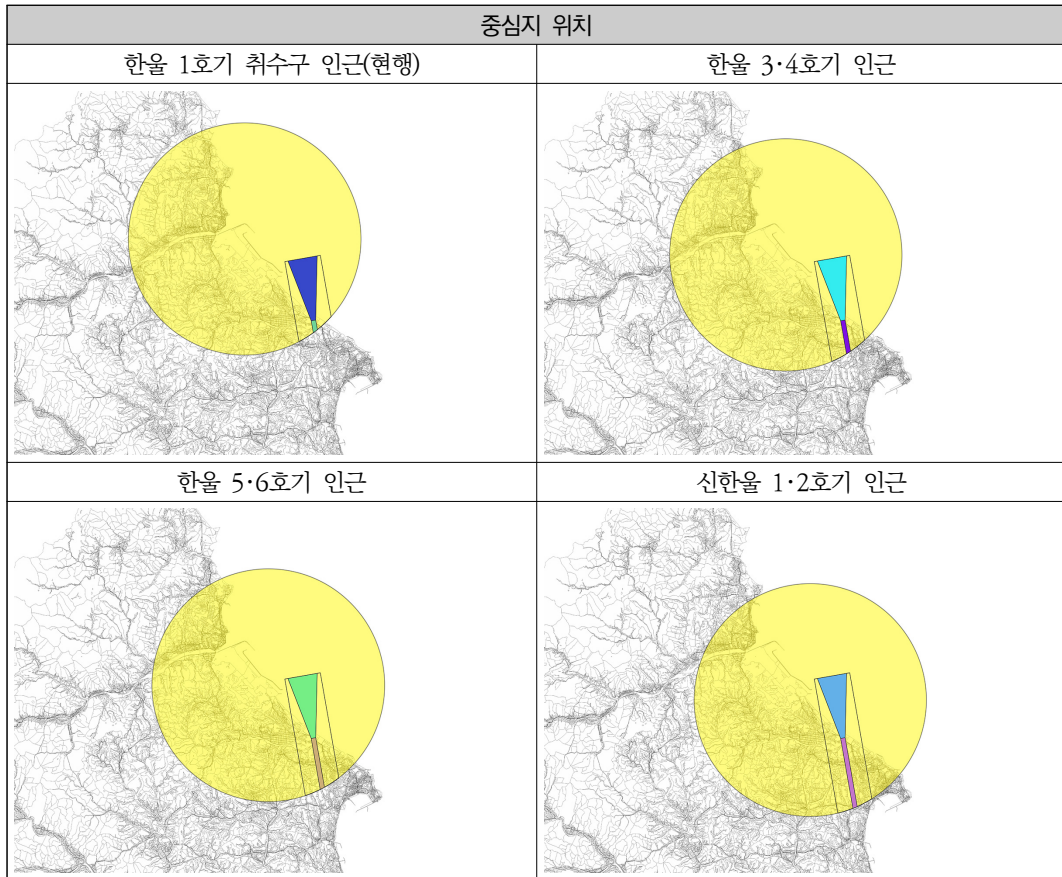 중심지 위치
한울 1호기 취수구 인근(현행)
한울 3·4호기 인근
한울 5·6호기 인근
신한울 1·2호기 인근